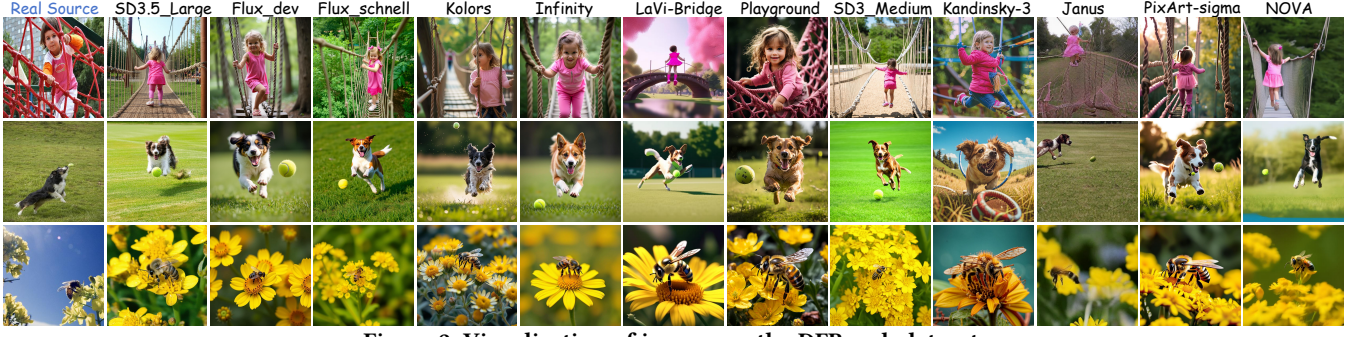 Real Source SD3.5_Large Flux_dev Flux_schnell Kolors Infinity LaVi-Bridge Playground SD3_Medium Kandinsky-3 Janus PixArt-sigma NOVA